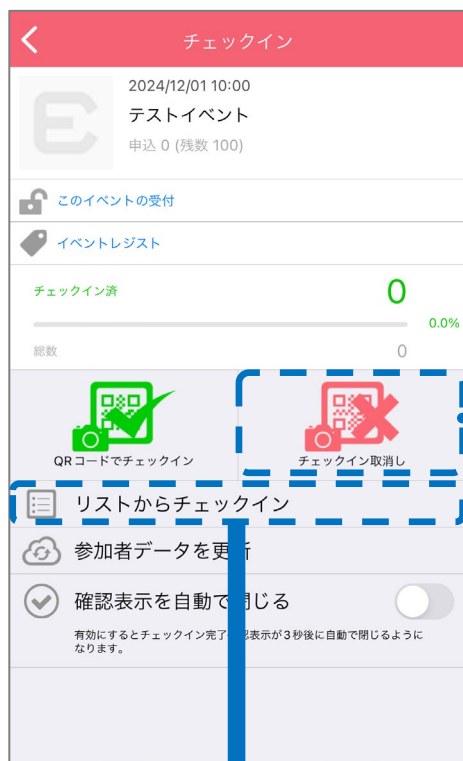 チェックイン
2024/12/01 10:00
テストイベント
申込 0 (残数 100)
このイベントの受付
イベントレジスト
チェックイン済 0
0.0%
総数 0
QRコードでチェックイン
チェックイン取消し
リストからチェックイン
参加者データを更新
確認表示を自動で閉じる
有効にするとチェックイン完了 認表示が3秒後に自動で閉じるように
なります。